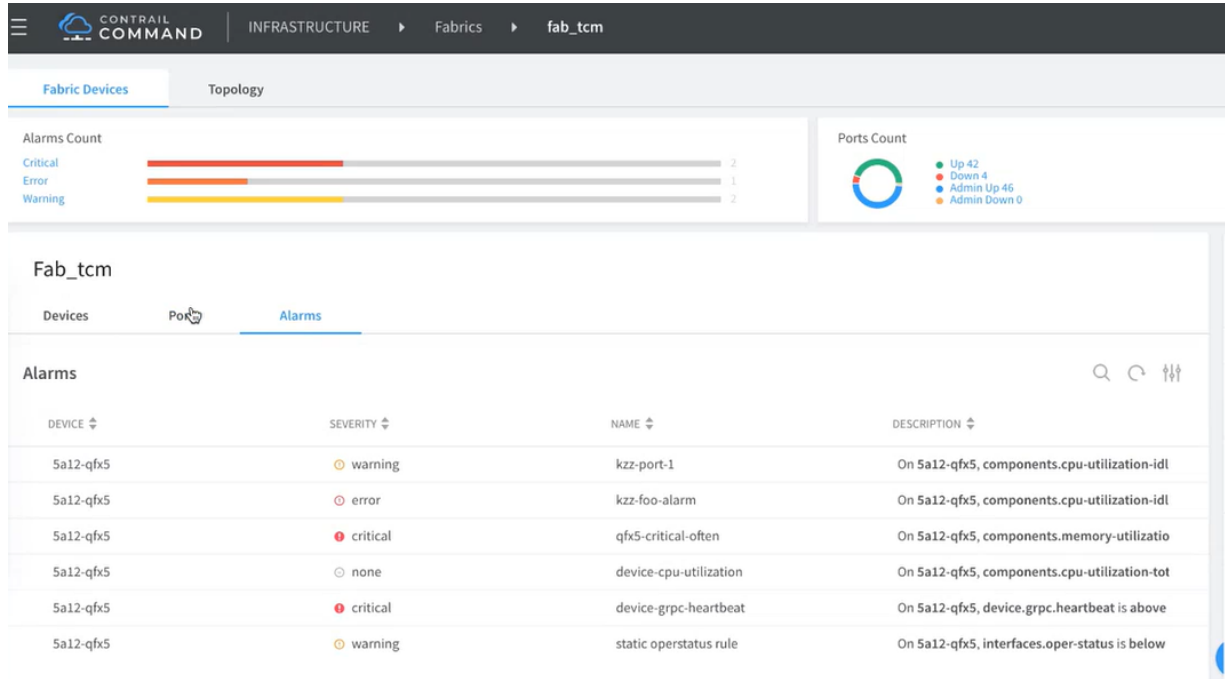 CONTRAIL
COMMAND
INFRASTRUCTURE
Fabrics
fab_tcm
Fabric Devices
Topology
Alarms Count
Critical
2
Error
1
Warning
2
Ports Count
Up 42
Down 4
Admin Up 46
Admin Down 0
Fab_tcm
Devices
Alarms
Alarms
DEVICE SEVERITY NAME DESCRIPTION
5a12-qfx5 warning kzz-port-1 On 5a12-qfx5, components.cpu-utilization-idl
5a12-qfx5 error kzz-foo-alarm On 5a12-qfx5, components.cpu-utilization-idl
5a12-qfx5 critical qfx5-critical-often On 5a12-qfx5, components.memory-utilizatio
5a12-qfx5 none device-cpu-utilization On 5a12-qfx5, components.cpu-utilization-tot
5a12-qfx5 critical device-grpc-heartbeat On 5a12-qfx5, device.grpc.heartbeat is above
5a12-qfx5 warning static operstatus rule On 5a12-qfx5, interfaces.oper-status is below